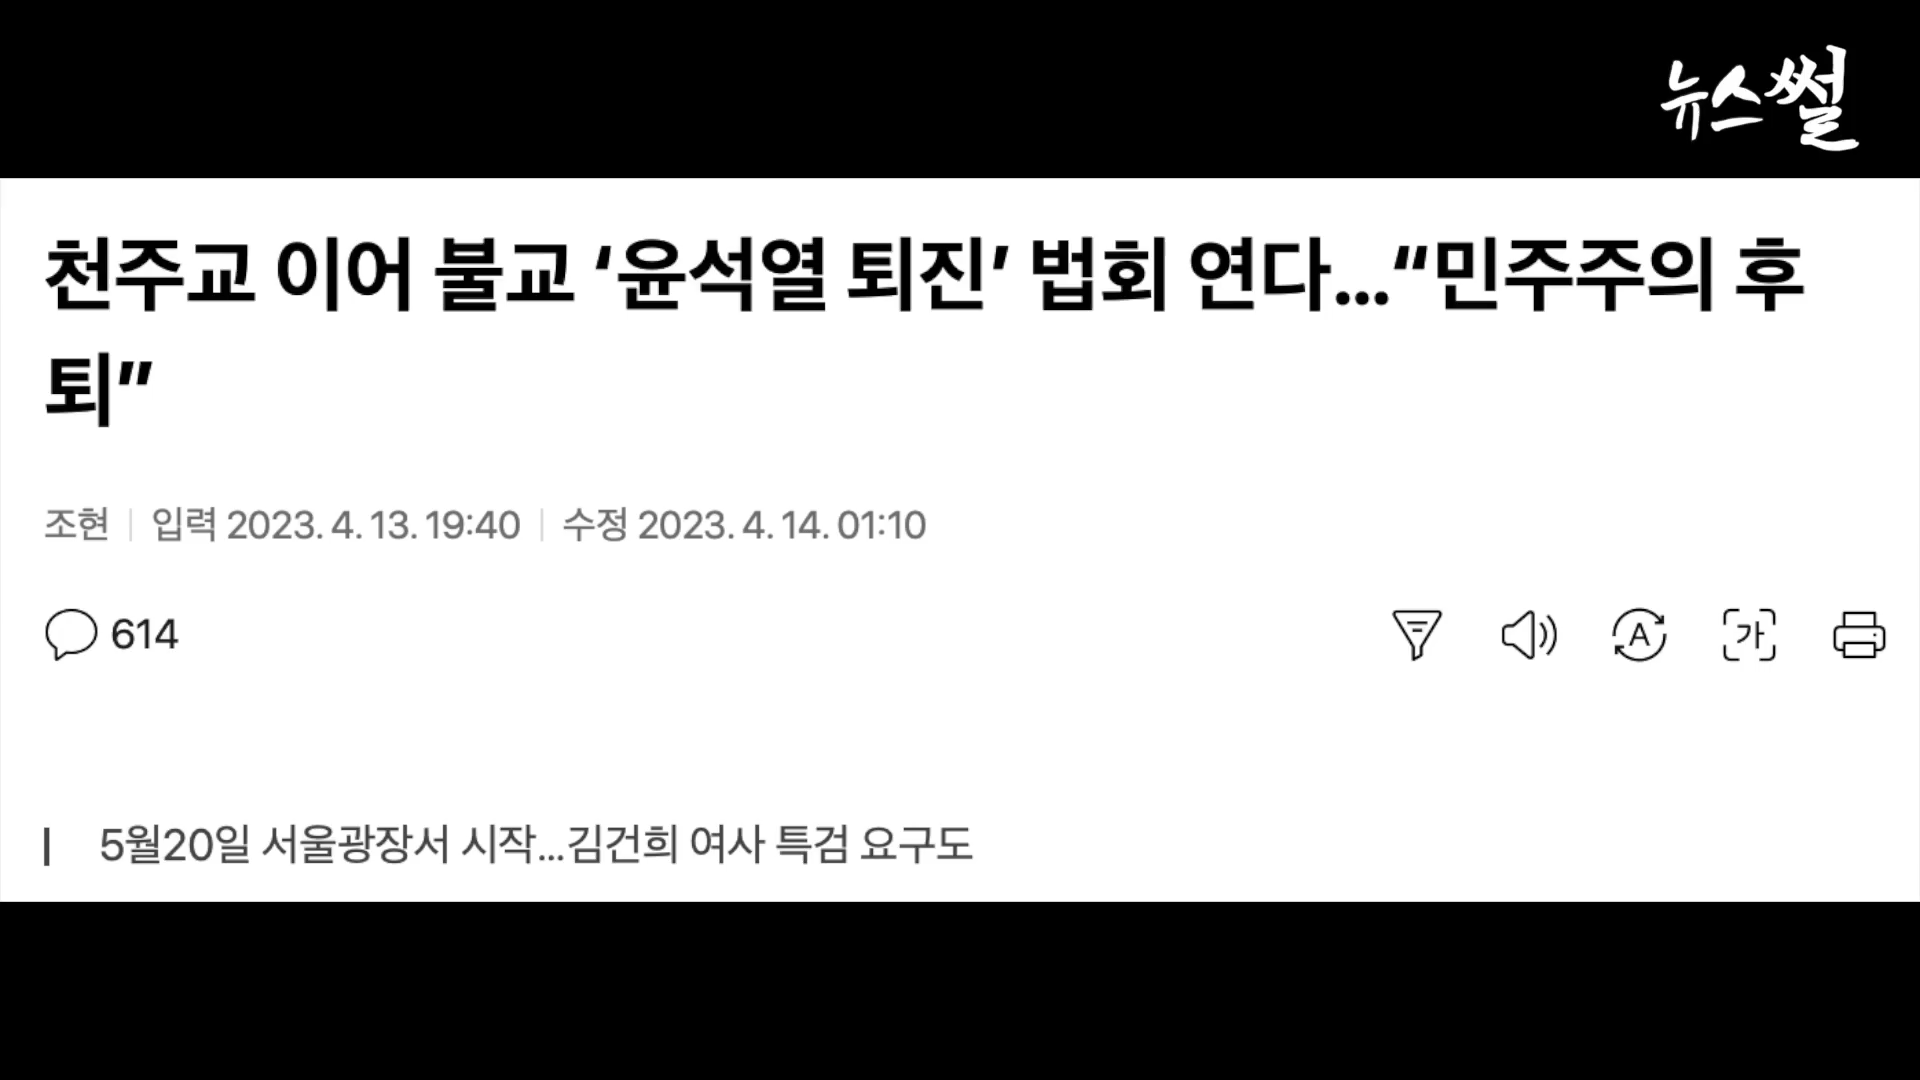 뉴스썰
천주교 이어 불교 ‘윤석열 퇴진’ 법회 연다…“민주주의 후
퇴”
조현 | 입력 2023. 4. 13. 19:40 | 수정 2023. 4. 14. 01:10
614
A
가
5월20일 서울광장서 시작…김건희 여사 특검 요구도